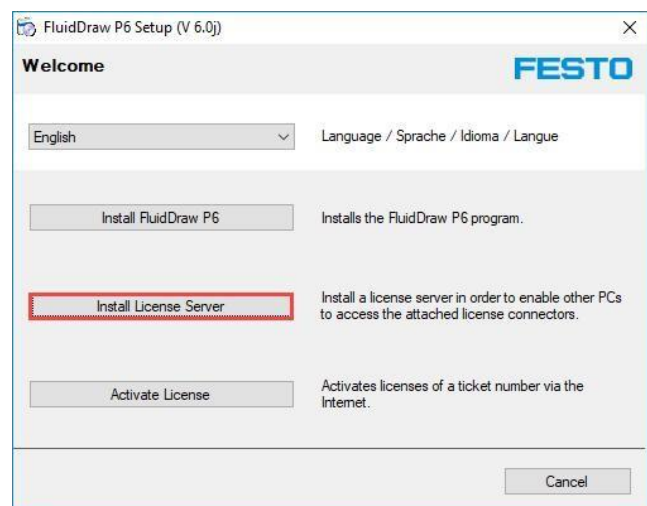 FluidDraw P6 Setup (V 6.0j)
Welcome
FESTO
English
Language / Sprache / Idioma / Langue
Install FluidDraw P6
Installs the FluidDraw P6 program.
Install License Server
Install a license server in order to enable other PCs
to access the attached license connectors.
Activate License
Activates licenses of a ticket number via the
Internet.
Cancel